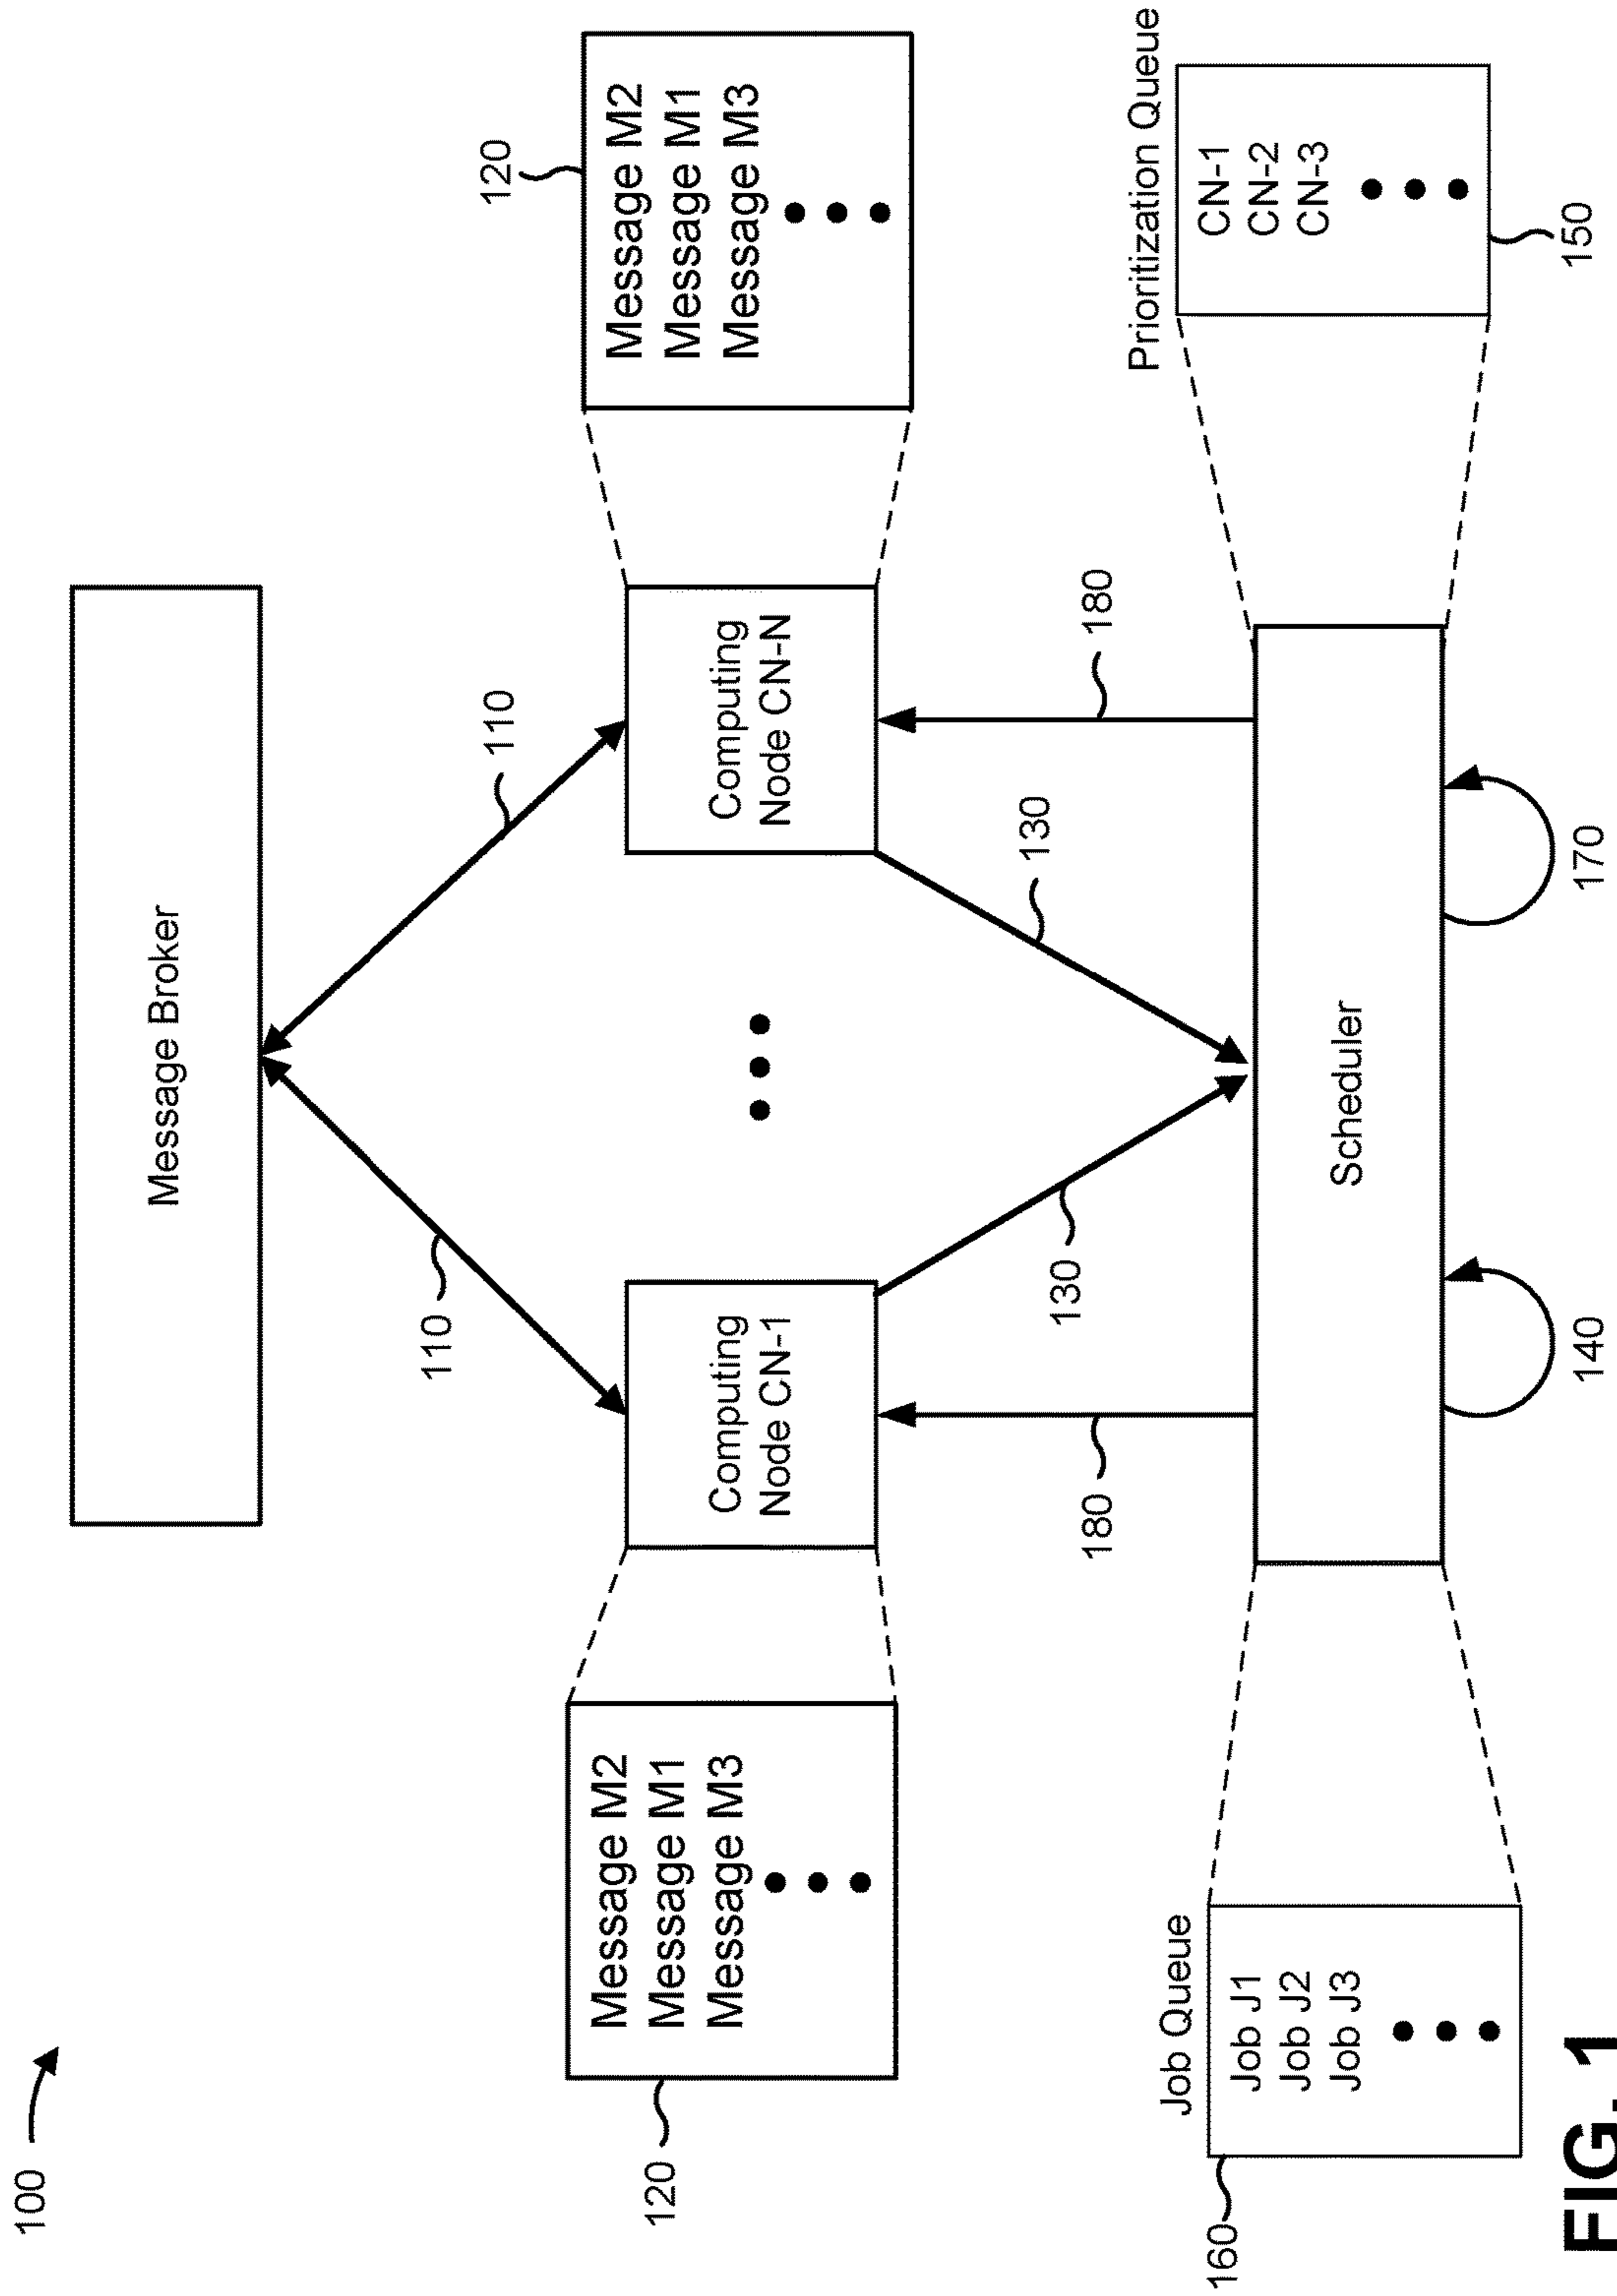 100
Message Broker
110
110
120
Message M2
Message M1
Message M3
Computing
Node CN-1
Computing
Node CN-N
120
Message M2
Message M1
Message M3
180
130
130
180
160
Job Queue
Job J1
Job J2
Job J3
Scheduler
Prioritization Queue
CN-1
CN-2
CN-3
150
140
170
FIG. 1